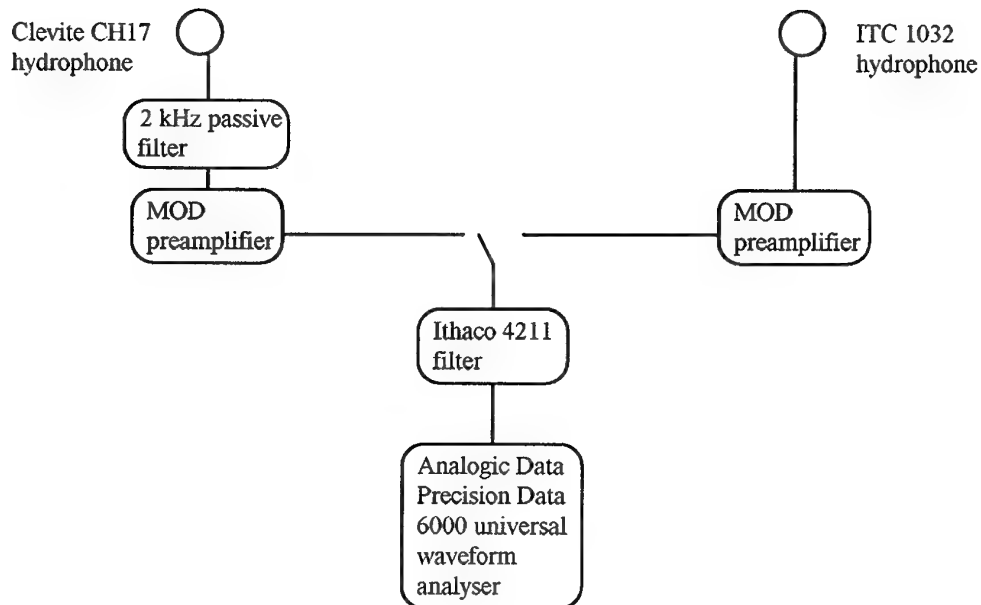 Clevite CH17
hydrophone
ITC 1032
hydrophone
2 kHz passive
filter
MOD
preamplifier
MOD
preamplifier
Ithaco 4211
filter
Analogic Data
Precision Data
6000 universal
waveform
analyser